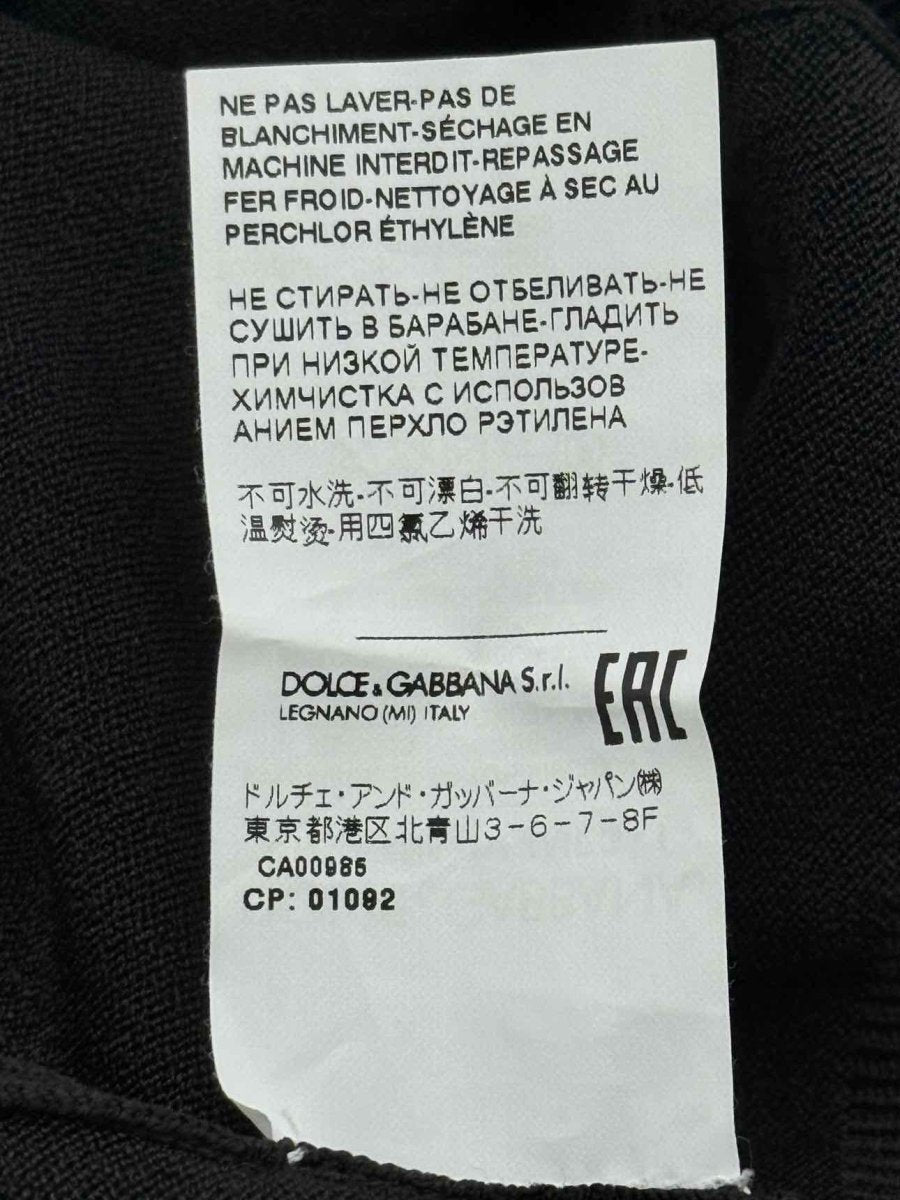 NE PAS LAVER-PAS DE
BLANCHIMENT-SÉCHAGE EN
MACHINE INTERDIT-REPASSAGE
FER FROID-NETTOYAGE À SEC AU
PERCHLOR ÉTHYLÈNE
НЕ СТИРАТЬ-НЕ ОТБЕЛИВАТЬ-НЕ
СУШИТЬ В БАРАБАНЕ-ГЛАДИТЬ
ПРИ НИЗКОЙ ТЕМПЕРАТУРЕ-
ХИМЧИСТКА С ИСПОЛЬЗОВ
АНИЕМ ПЕРХЛО РЭТИЛЕНА
不可水洗-不可漂白-不可翻转干燥-低
温熨烫-用四氯乙烯干洗
DOLCE & GABBANA S.r.l.
LEGNANO (MI) ITALY
EAC
ドルチェ・アンド・ガッバーナ・ジャパン㈱
東京都港区北青山3-6-7-8F
CA00985
CP: 01092